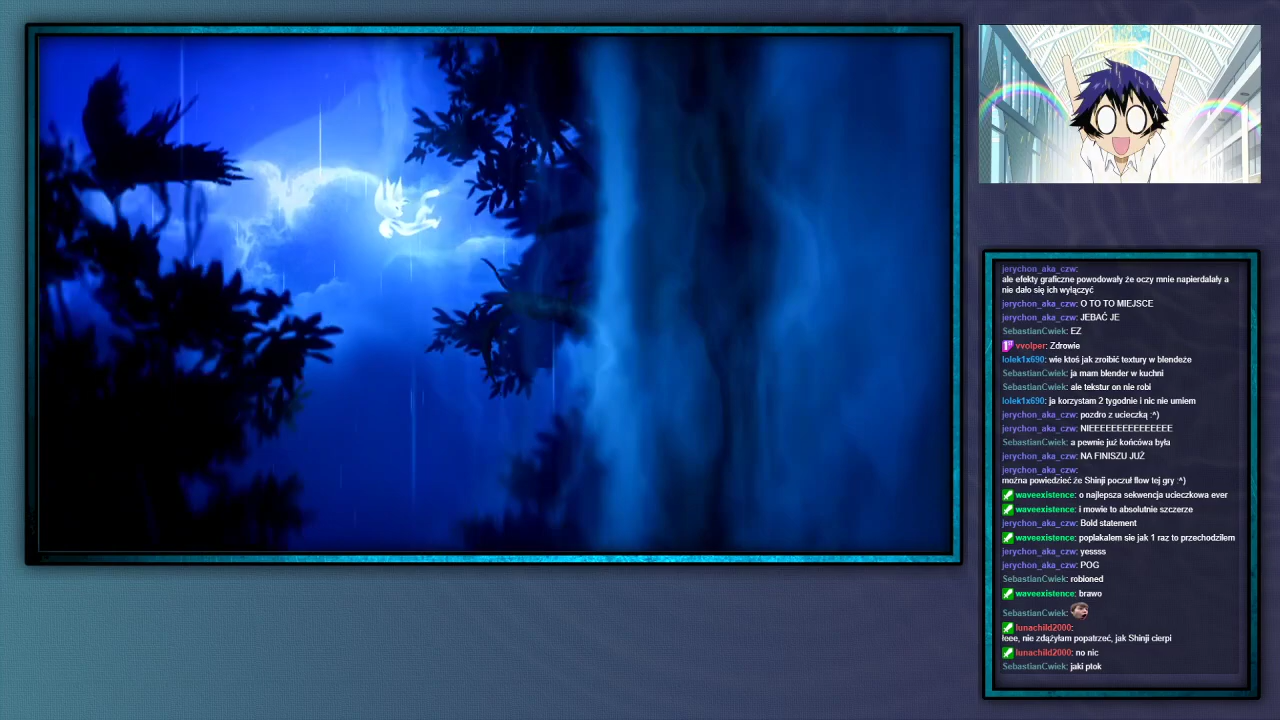 jerychon_aka_czw:
ale efekty graficzne powodowały że oczy mnie napierdalały a
nie dało się ich wyłączyć
jerychon_aka_czw: O TO TO MIEJSCE
jerychon_aka_czw: JEBAĆ JE
SebastianCwiek: EZ
1ST vvolper: Zdrowie
lolek1x690: wie ktoś jak zroibić textury w blendeże
SebastianCwiek: ja mam blender w kuchni
SebastianCwiek: ale tekstur on nie robi
lolek1x690: ja korzystam 2 tygodnie i nic nie umiem
jerychon_aka_czw: pozdro z ucieczką :^)
jerychon_aka_czw: NIEEEEEEEEEEEEEE
SebastianCwiek: a pewnie już końcówa była
jerychon_aka_czw: NA FINISZU JUŻ
jerychon_aka_czw:
można powiedzieć że Shinji poczuł flow tej gry :^)
waveexistence: o najlepsza sekwencja ucieczkowa ever
waveexistence: i mowie to absolutnie szczerze
jerychon_aka_czw: Bold statement
waveexistence: poplakalem sie jak 1 raz to przechodzilem
jerychon_aka_czw: yessss
jerychon_aka_czw: POG
SebastianCwiek: robioned
waveexistence: brawo
SebastianCwiek:
lunachild2000:
łeee, nie zdążyłam popatrzeć, jak Shinji cierpi
lunachild2000: no nic
SebastianCwiek: jaki ptok